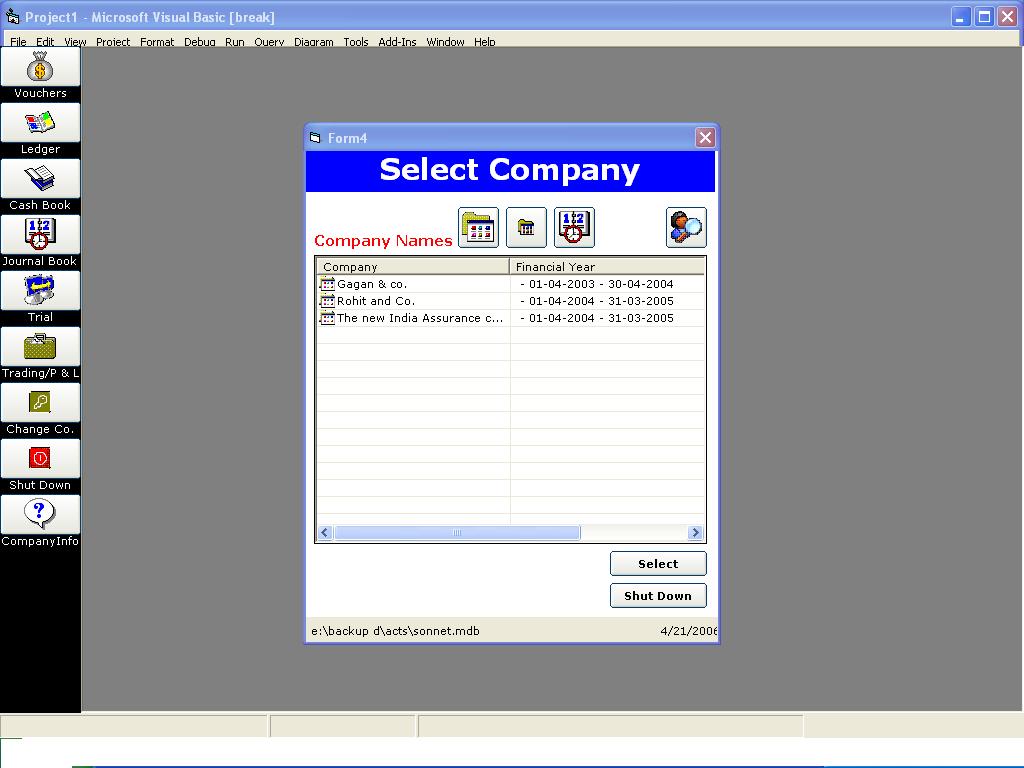 Project1 - Microsoft Visual Basic [break]
File Edit View Project Format Debug Run Query Diagram Tools Add-Ins Window Help
Vouchers
Ledger
Cash Book
Journal Book
Trial
Trading/P & L
Change Co.
Shut Down
CompanyInfo
Form4
Select Company
Company Names
Company Financial Year
Gagan & co. - 01-04-2003 - 30-04-2004
Rohit and Co. - 01-04-2004 - 31-03-2005
The new India Assurance c... - 01-04-2004 - 31-03-2005
Select
Shut Down
e:\backup d\acts\sonnet.mdb 4/21/2006